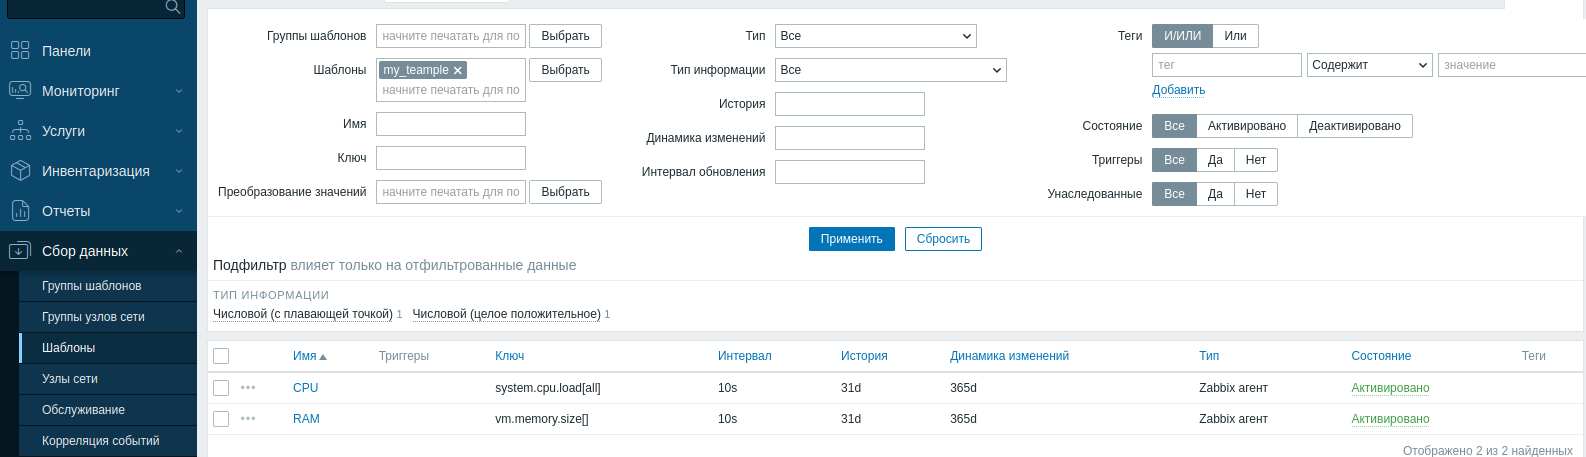 Панели
Мониторинг
Услуги
Инвентаризация
Отчеты
Сбор данных
Группы шаблонов
Группы узлов сети
Шаблоны
Узлы сети
Обслуживание
Корреляция событий
Группы шаблонов начните печатать для по Выбрать
Шаблоны my_teample Выбрать
начните печатать для по
Имя
Ключ
Преобразование значений начните печатать для по Выбрать
Тип Все
Тип информации Все
История
Динамика изменений
Интервал обновления
Теги И/ИЛИ Или
тег Содержит значение
Добавить
Состояние Все Активировано Деактивировано
Триггеры Все Да Нет
Унаследованные Все Да Нет
Применить Сбросить
Подфильтр влияет только на отфильтрованные данные
ТИП ИНФОРМАЦИИ
Числовой (с плавающей точкой) 1 Числовой (целое положительное) 1
Имя Триггеры Ключ Интервал История Динамика изменений Тип Состояние Теги
CPU system.cpu.load[all] 10s 31d 365d Zabbix агент Активировано
RAM vm.memory.size[] 10s 31d 365d Zabbix агент Активировано
Отображено 2 из 2 найденных